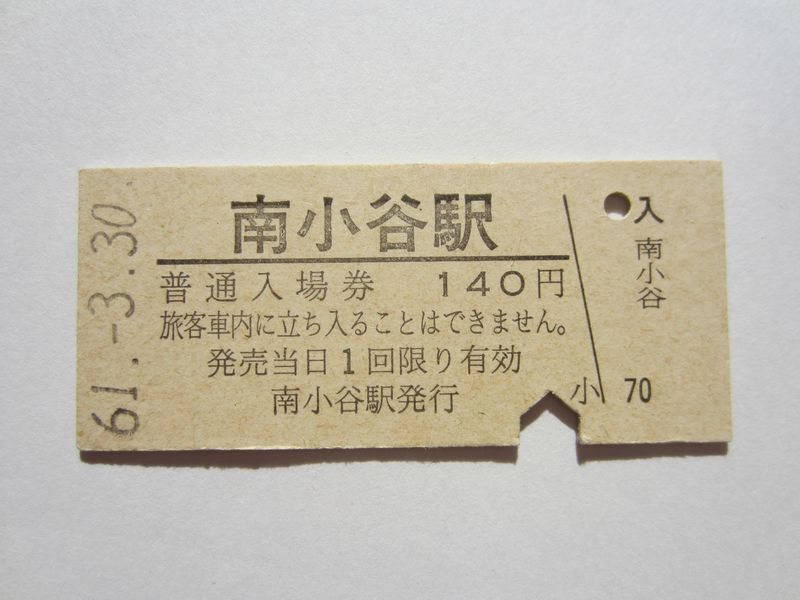 61.-3.30.
南小谷駅
普通入場券 140円
旅客車内に立ち入ることはできません。
発売当日1回限り有効
南小谷駅発行
小
入
南小谷
70